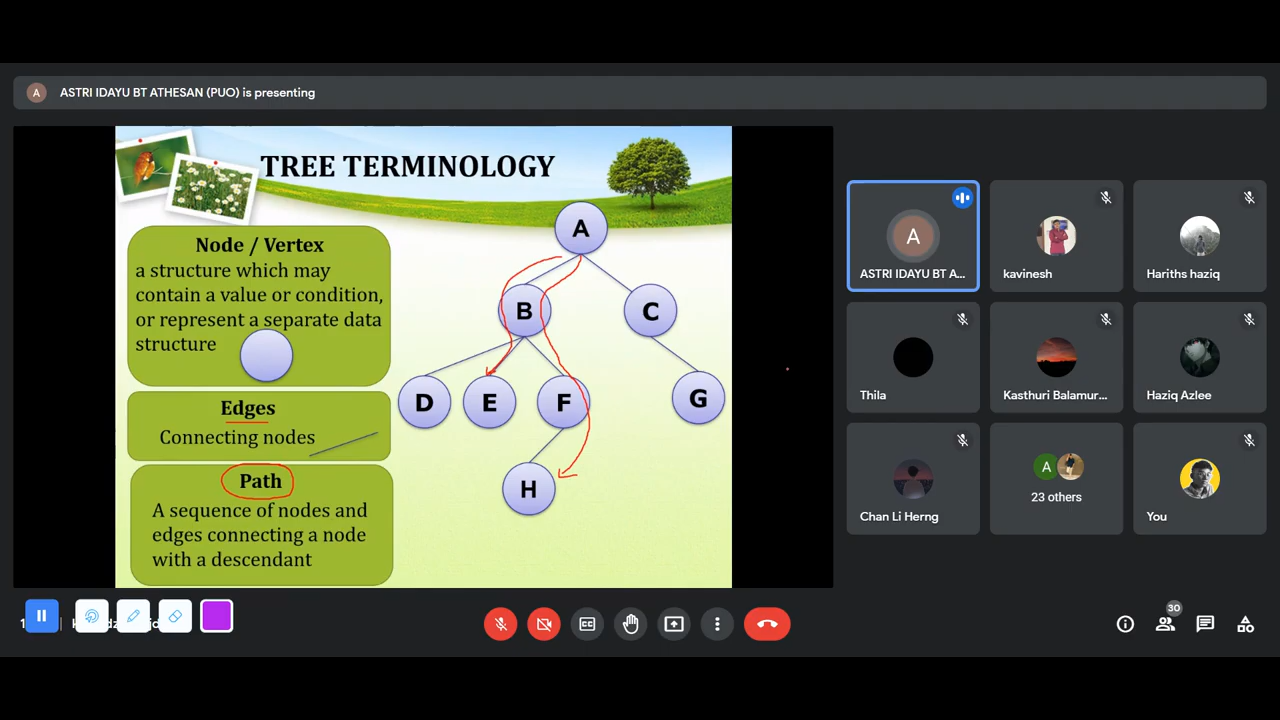 ASTRI IDAYU BT ATHESAN (PUO) is presenting
A
TREE TERMINOLOGY
Node / Vertex
a structure which may
contain a value or condition,
or represent a separate data
structure
Edges
Connecting nodes
Path
A sequence of nodes and
edges connecting a node
with a descendant
A
B
C
D
E
F
G
H
A
ASTRI IDAYU BT A...
kavinesh
Hariths haziq
Thila
Kasthuri Balamur...
Haziq Azlee
Chan Li Herng
A
23 others
You
CC
30